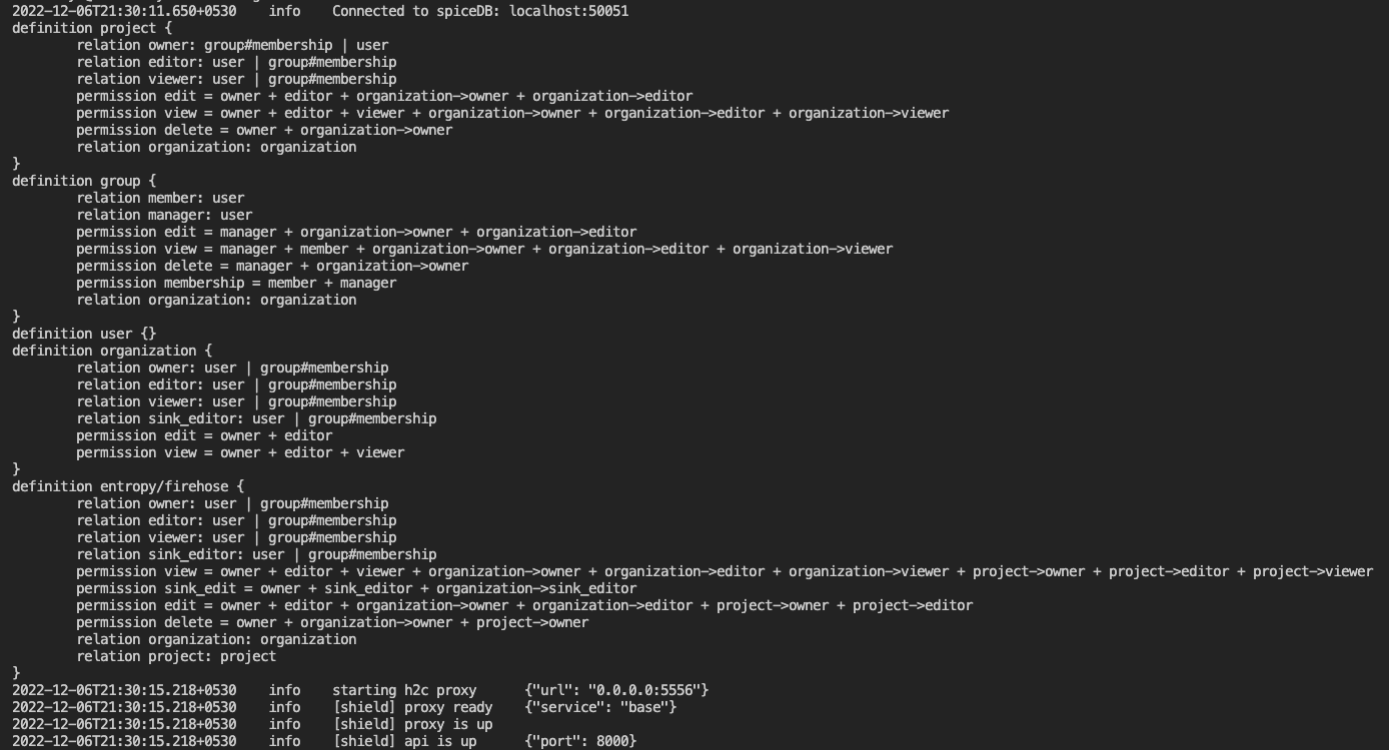 2022-12-06T21:30:11.650+0530    info    Connected to spiceDB: localhost:50051
definition project {
        relation owner: group#membership | user
        relation editor: user | group#membership
        relation viewer: user | group#membership
        permission edit = owner + editor + organization->owner + organization->editor
        permission view = owner + editor + viewer + organization->owner + organization->editor + organization->viewer
        permission delete = owner + organization->owner
        relation organization: organization
}
definition group {
        relation member: user
        relation manager: user
        permission edit = manager + organization->owner + organization->editor
        permission view = manager + member + organization->owner + organization->editor + organization->viewer
        permission delete = manager + organization->owner
        permission membership = member + manager
        relation organization: organization
}
definition user {}
definition organization {
        relation owner: user | group#membership
        relation editor: user | group#membership
        relation viewer: user | group#membership
        relation sink_editor: user | group#membership
        permission edit = owner + editor
        permission view = owner + editor + viewer
}
definition entropy/firehose {
        relation owner: user | group#membership
        relation editor: user | group#membership
        relation viewer: user | group#membership
        relation sink_editor: user | group#membership
        permission view = owner + editor + viewer + organization->owner + organization->editor + organization->viewer + project->owner + project->editor + project->viewer
        permission sink_edit = owner + sink_editor + organization->sink_editor
        permission edit = owner + editor + organization->owner + organization->editor + project->owner + project->editor
        permission delete = owner + organization->owner + project->owner
        relation organization: organization
        relation project: project
}
2022-12-06T21:30:15.218+0530    info    starting h2c proxy      {"url": "0.0.0.0:5556"}
2022-12-06T21:30:15.218+0530    info    [shield] proxy ready    {"service": "base"}
2022-12-06T21:30:15.218+0530    info    [shield] proxy is up
2022-12-06T21:30:15.218+0530    info    [shield] api is up      {"port": 8000}